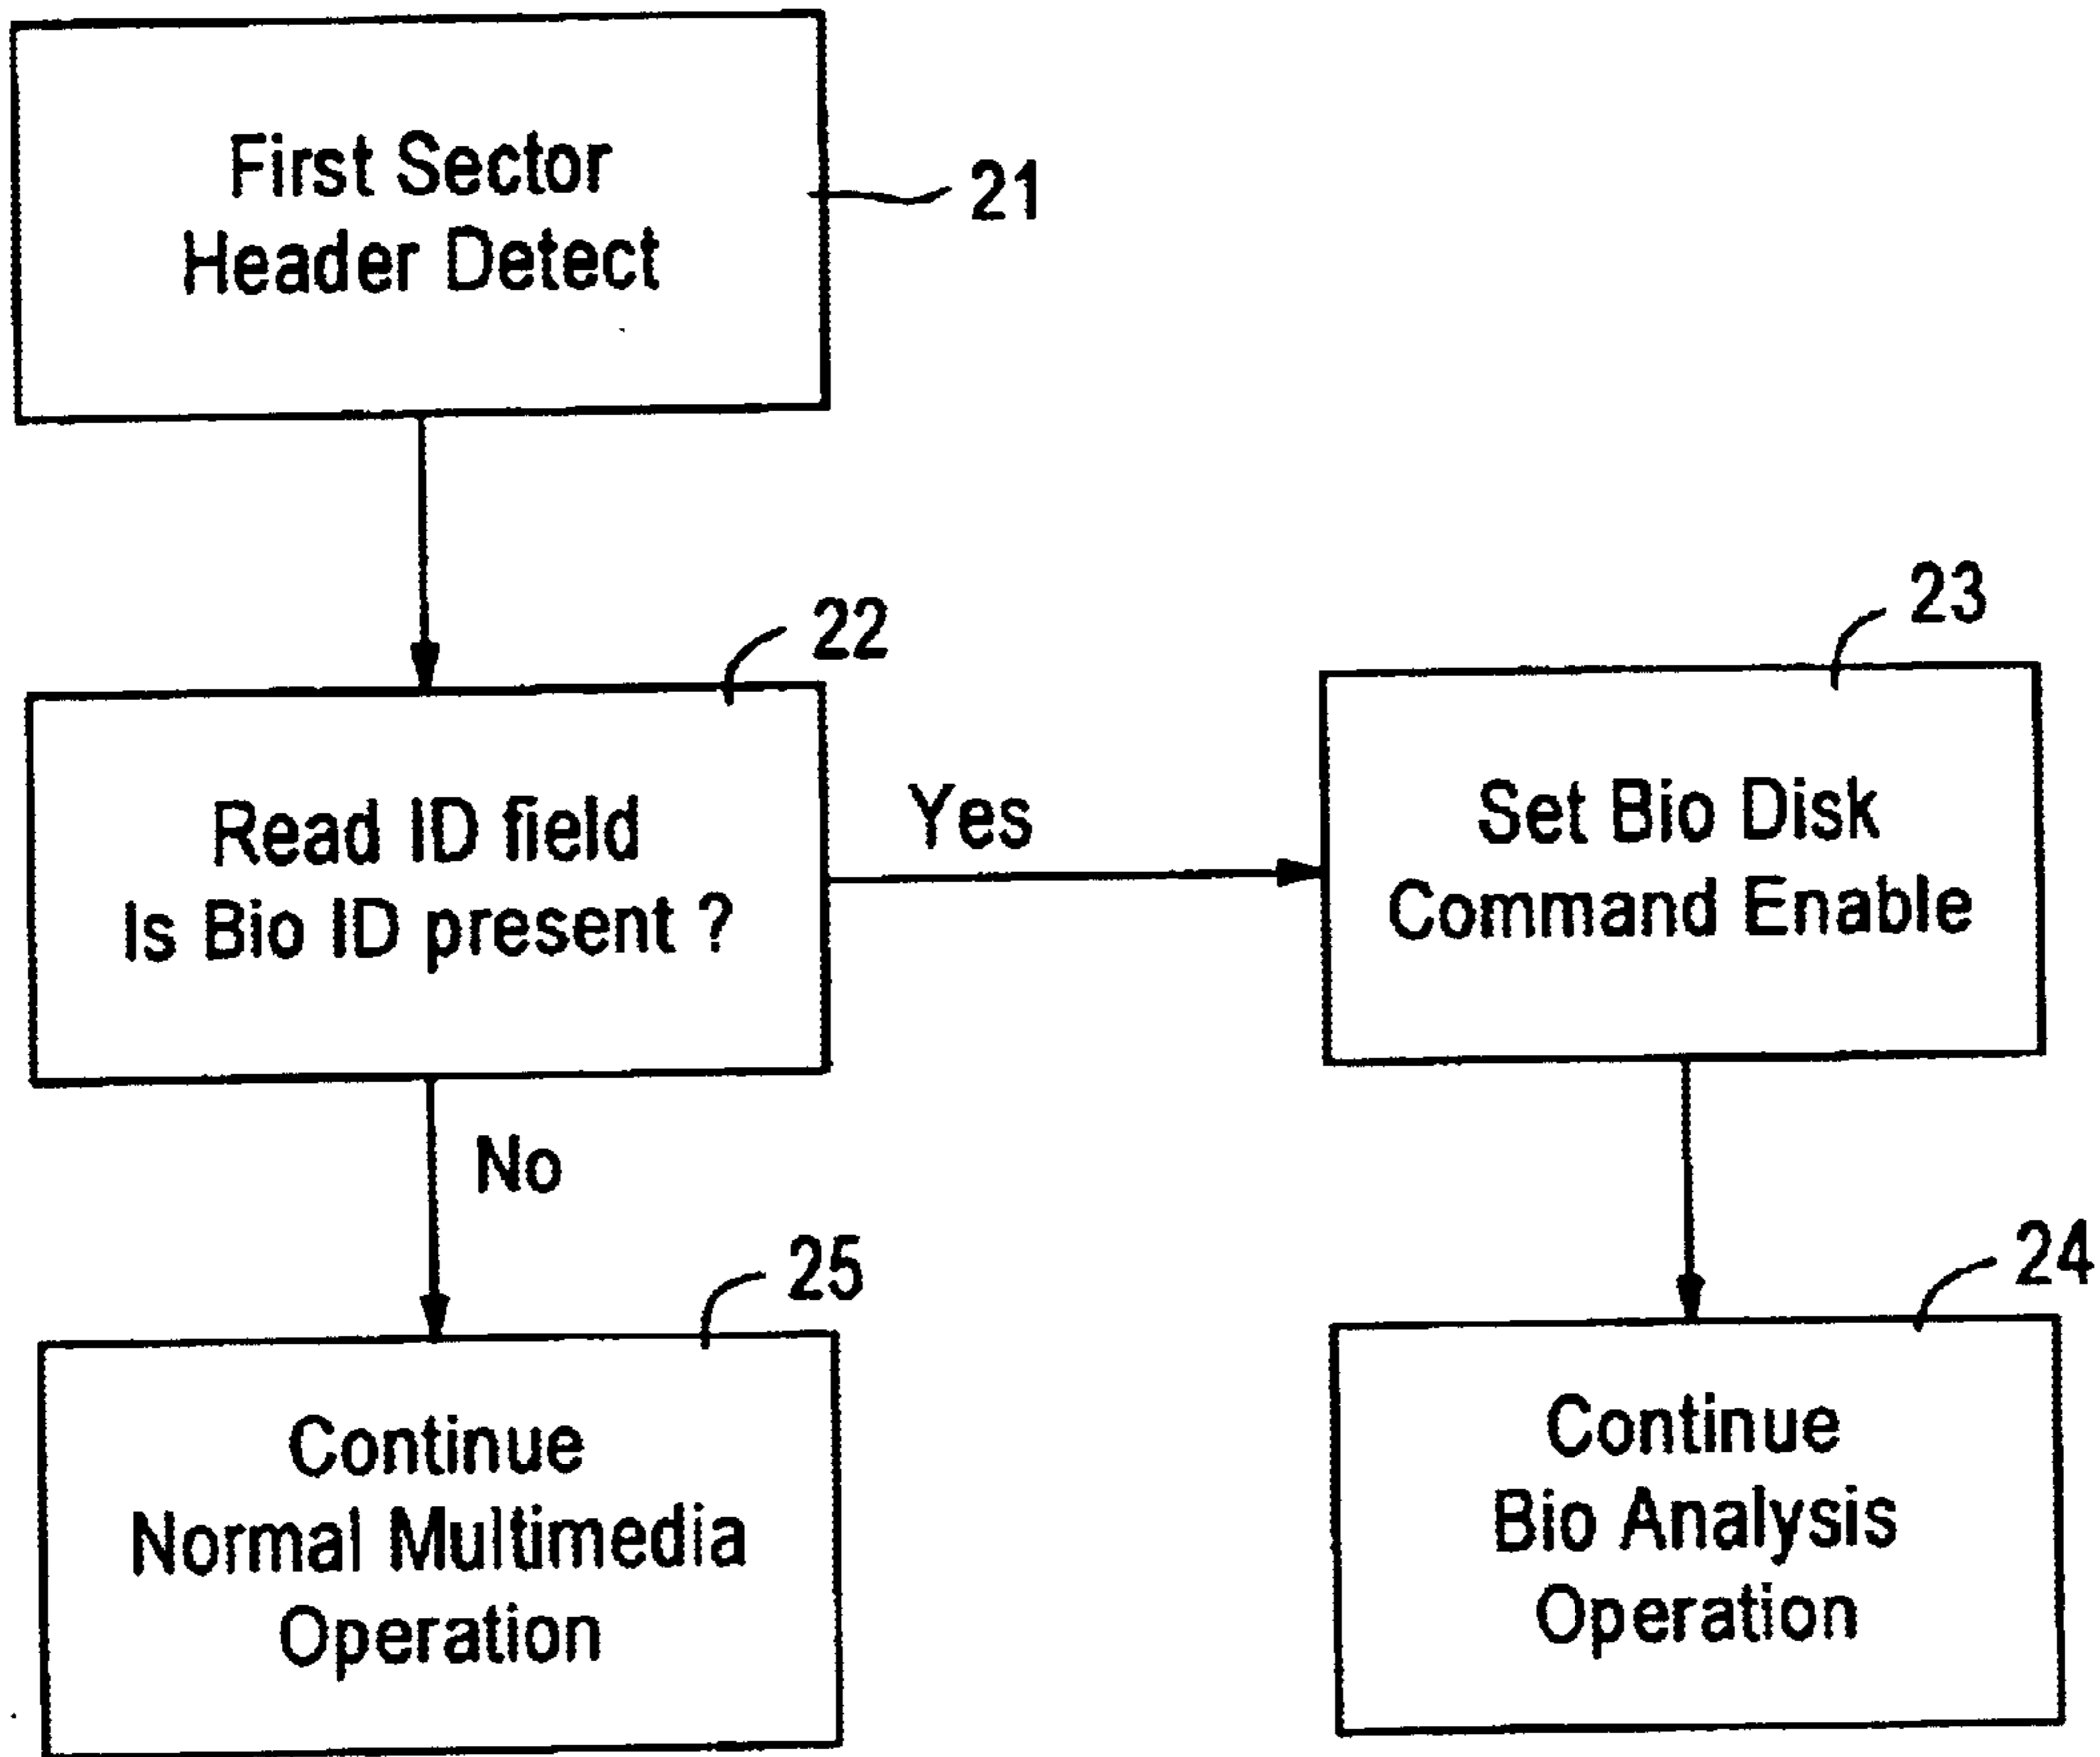 First Sector
Header Detect
21
22
Read ID field
Is Bio ID present ?
Yes
23
Set Bio Disk
Command Enable
No
25
Continue
Normal Multimedia
Operation
24
Continue
Bio Analysis
Operation